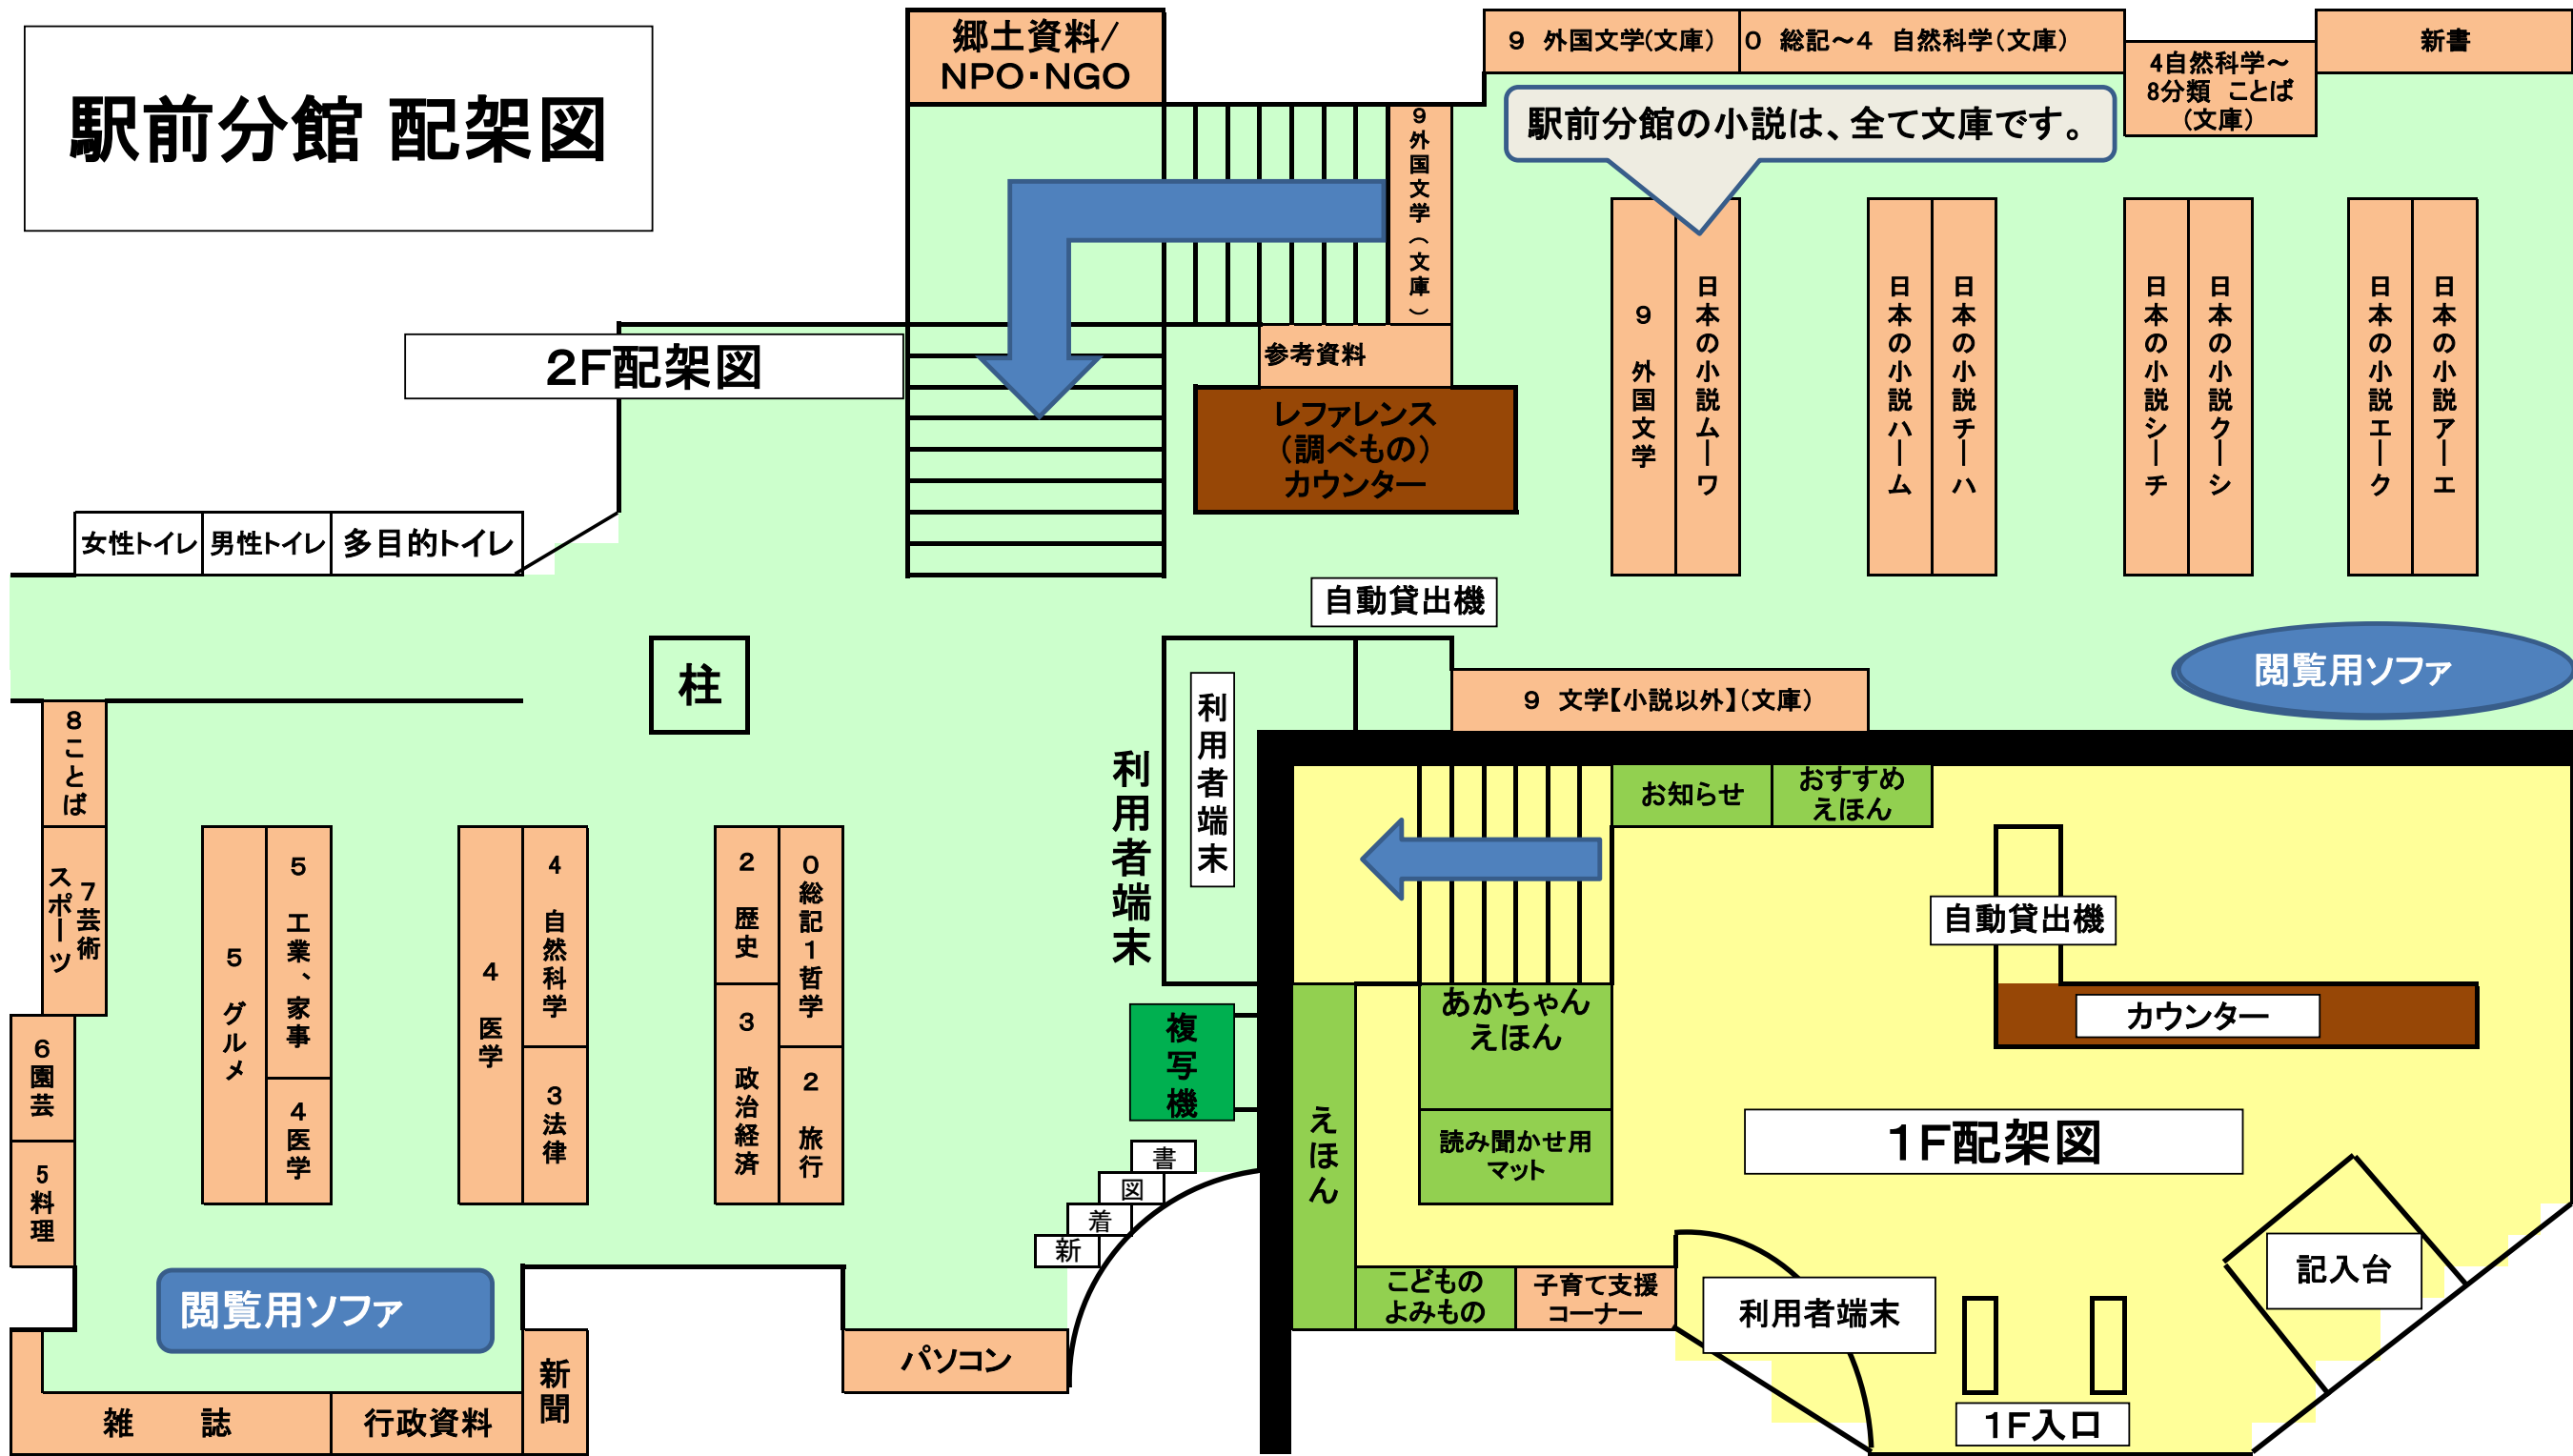 駅前分館 配架図
郷土資料/
NPO・NGO
９ 外国文学(文庫)
０ 総記～４ 自然科学(文庫)
4自然科学～
8分類 ことば
(文庫)
新書
駅前分館の小説は、全て文庫です。
９外国文学(文庫)
参考資料
レファレンス
(調べもの)
カウンター
９ 外国文学
日本の小説ムーワ
日本の小説ハーム
日本の小説チーハ
日本の小説シーチ
日本の小説クーシ
日本の小説エーク
日本の小説アーエ
２Ｆ配架図
女性トイレ
男性トイレ
多目的トイレ
自動貸出機
柱
利用者端末
利用者端末
９ 文学【小説以外】(文庫)
閲覧用ソファ
８ことば
７芸術
スポーツ
６園芸
５料理
５ グルメ
５ 工業、家事
４医学
４ 医学
４ 自然科学
３法律
２ 歴史
３ 政治経済
０総記１哲学
２ 旅行
複写機
新
着
図
書
閲覧用ソファ
雑 誌
行政資料
新聞
パソコン
お知らせ
おすすめ
えほん
自動貸出機
カウンター
あかちゃん
えほん
読み聞かせ用
マット
えほん
１Ｆ配架図
こどもの
よみもの
子育て支援
コーナー
利用者端末
記入台
１Ｆ入口